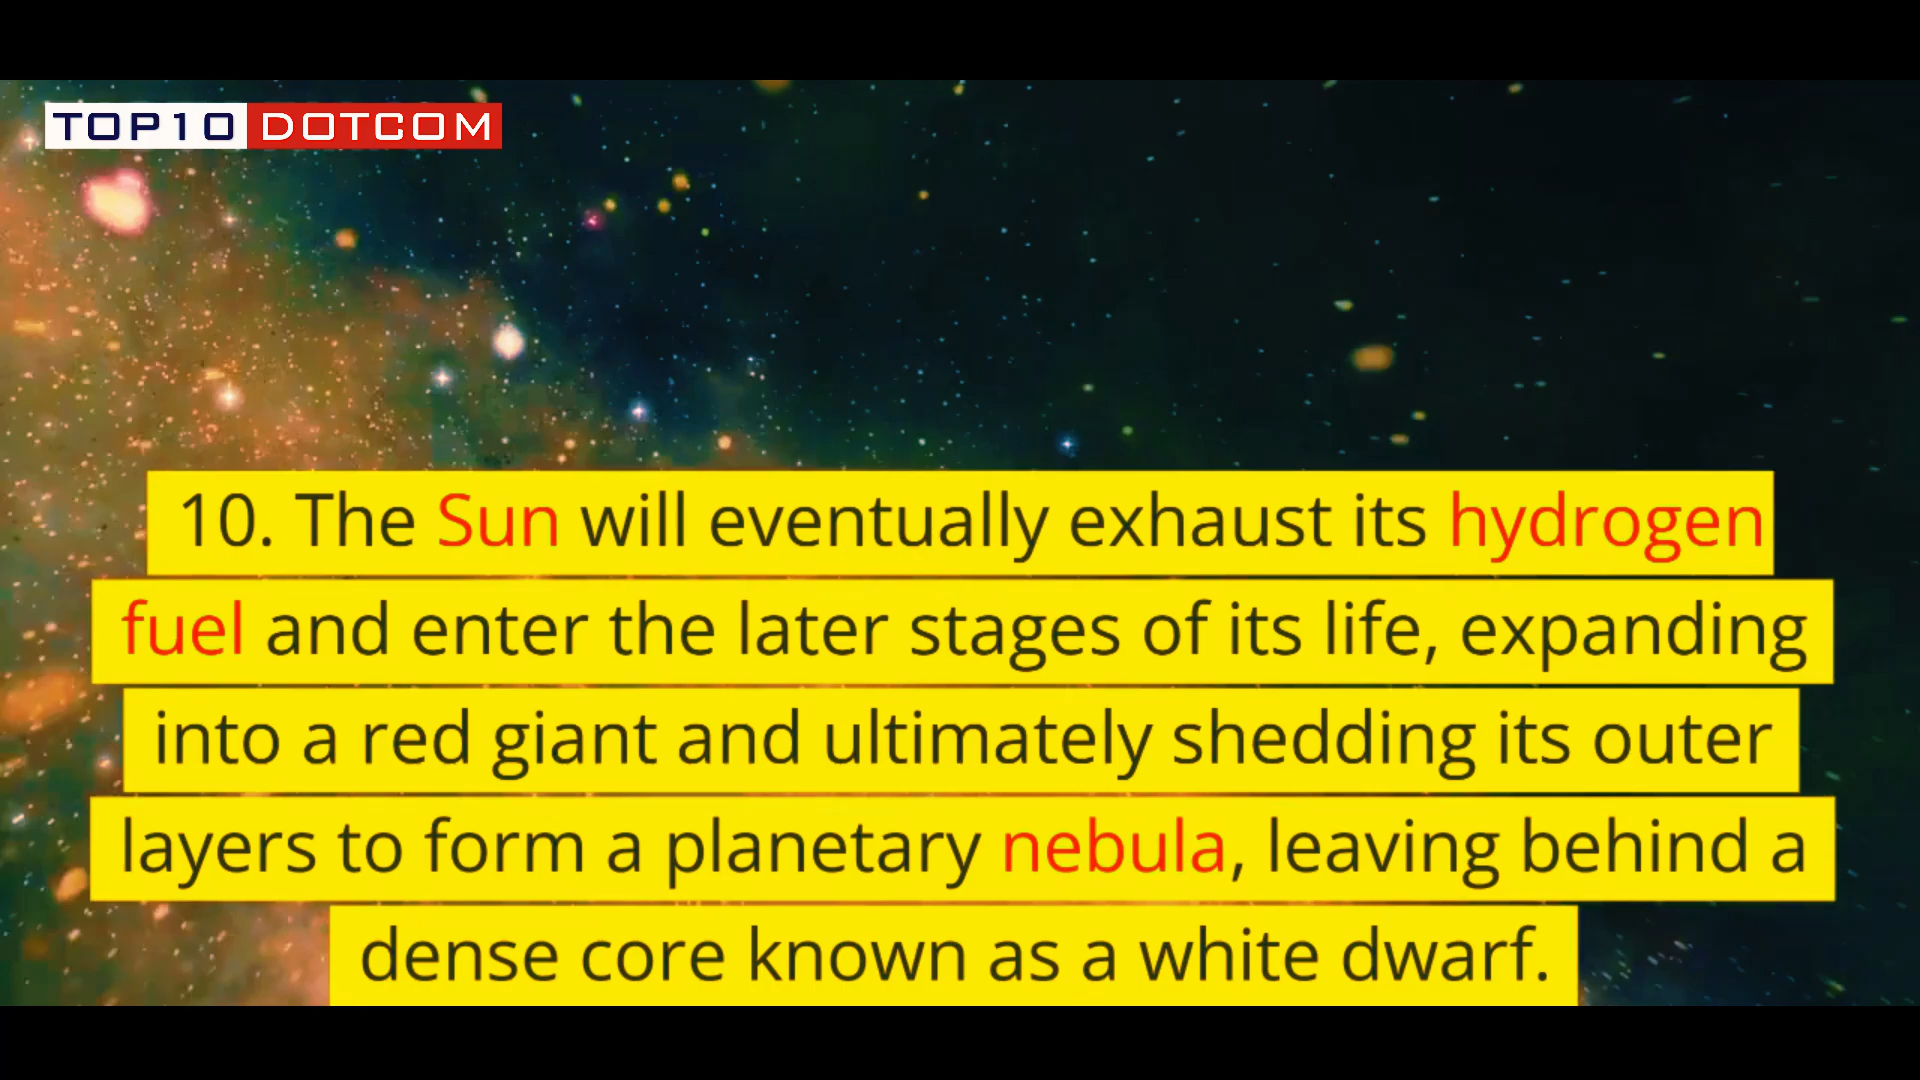 TOP10 DOTCOM
10. The Sun will eventually exhaust its hydrogen
fuel and enter the later stages of its life, expanding
into a red giant and ultimately shedding its outer
layers to form a planetary nebula, leaving behind a
dense core known as a white dwarf.